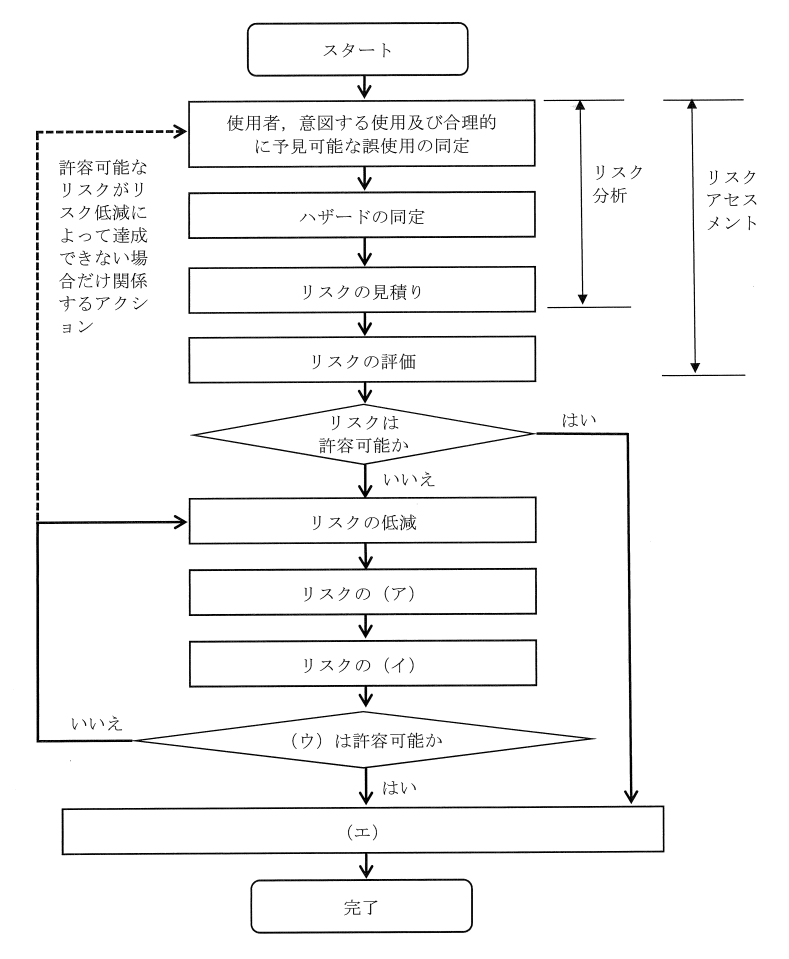 スタート
使用者，意図する使用及び合理的
に予見可能な誤使用の同定
ハザードの同定
リスクの見積り
リスクの評価
リスク
分析
リスク
アセス
メント
許容可能な
リスクがリ
スク低減に
よって達成
できない場
合だけ関係
するアクシ
ョン
リスクは
許容可能か
はい
いいえ
リスクの低減
リスクの（ア）
リスクの（イ）
（ウ）は許容可能か
いいえ
はい
（エ）
完了